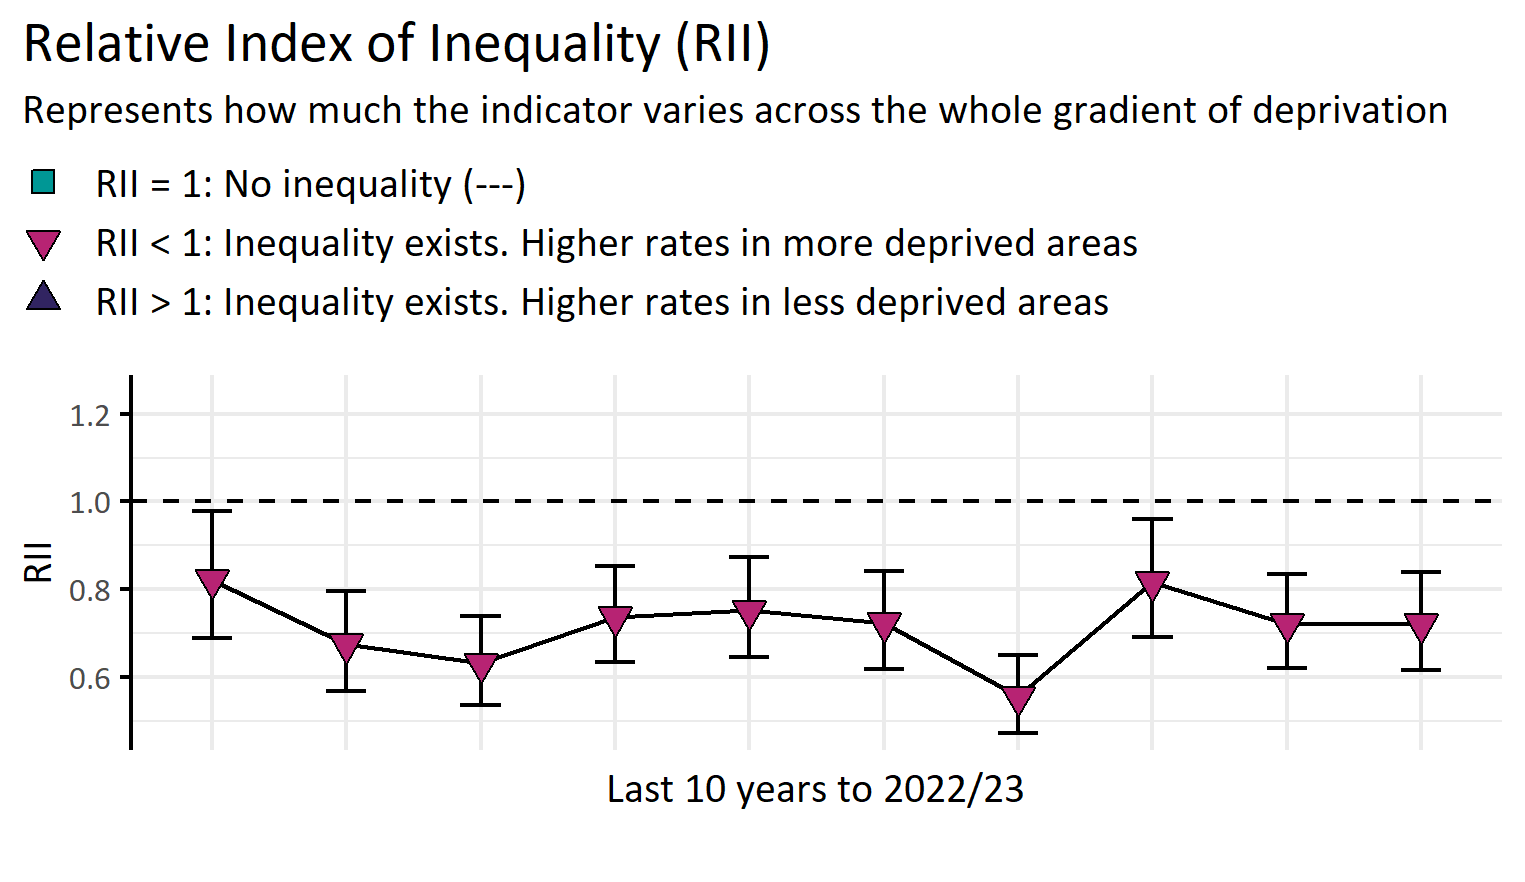 Relative Index of Inequality (RII)
Represents how much the indicator varies across the whole gradient of deprivation
RII = 1: No inequality (---)
RII < 1: Inequality exists. Higher rates in more deprived areas
RII > 1: Inequality exists. Higher rates in less deprived areas
1.2
1.0
0.8
0.6
RII
Last 10 years to 2022/23